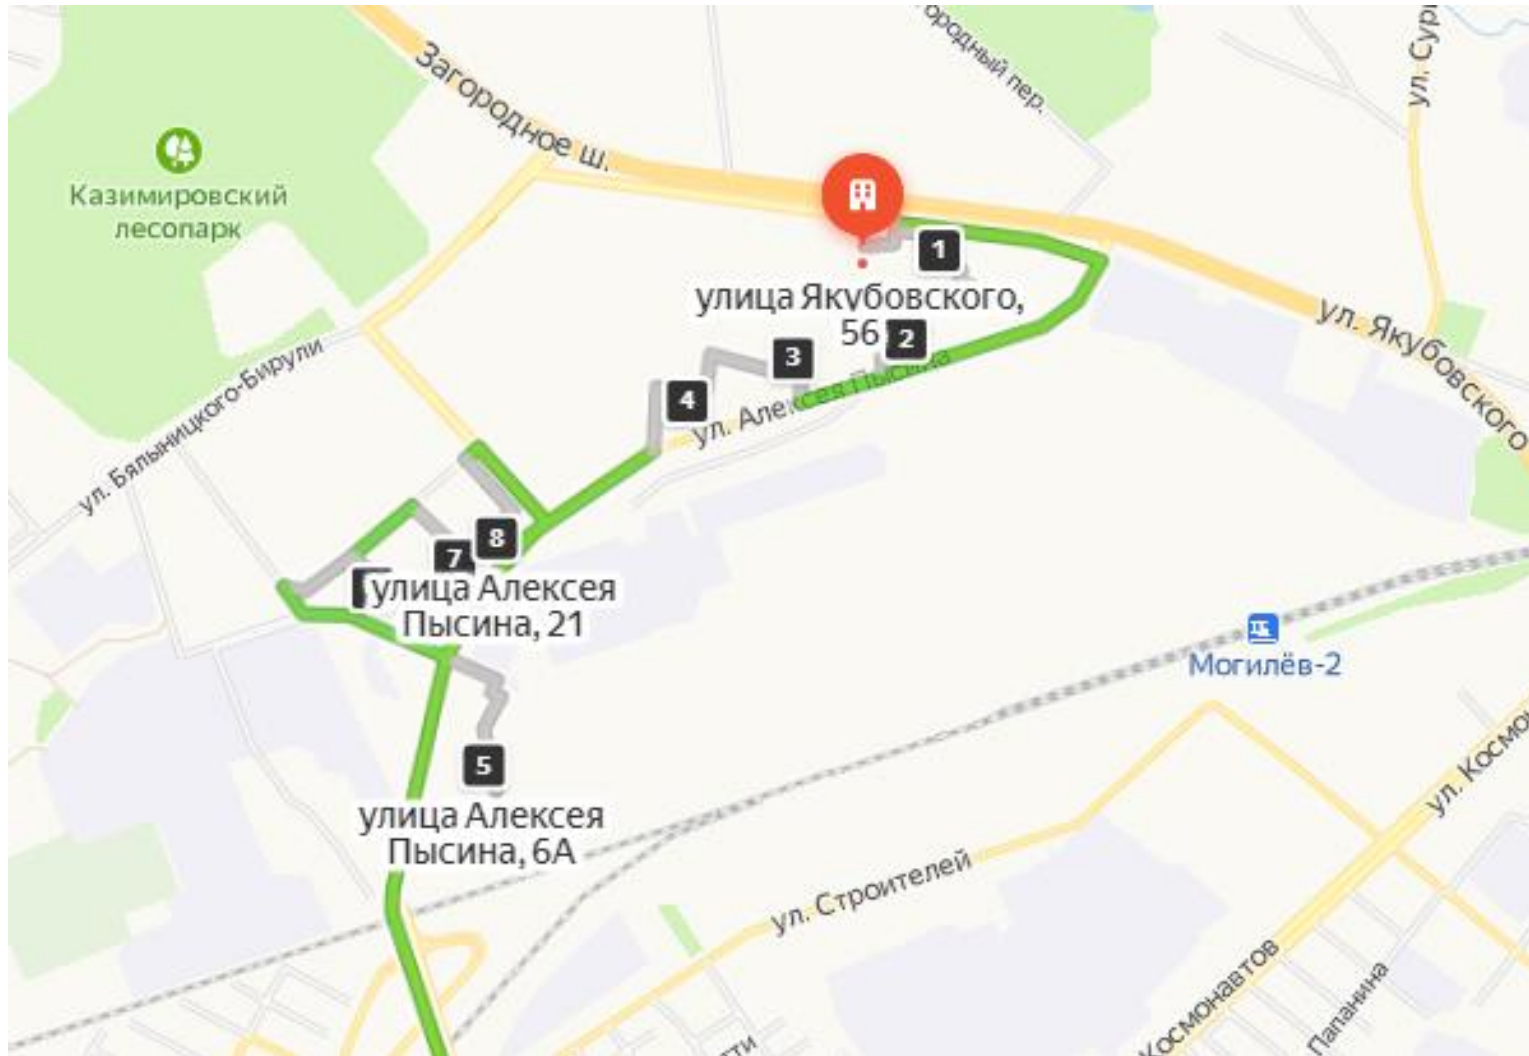 Загородное ш.
ул. Сур
ородный пер.
Казимировский
лесопарк
1
улица Якубовского,
56
2
3
4
ул. Алексея Пысина
ул. Якубовского
ул. Бялыницкого-Бирули
8
7
улица Алексея
Пысина, 21
Могилёв-2
5
улица Алексея
Пысина, 6А
ул. Космо
ул. Строителей
Космонавтов
Папанина